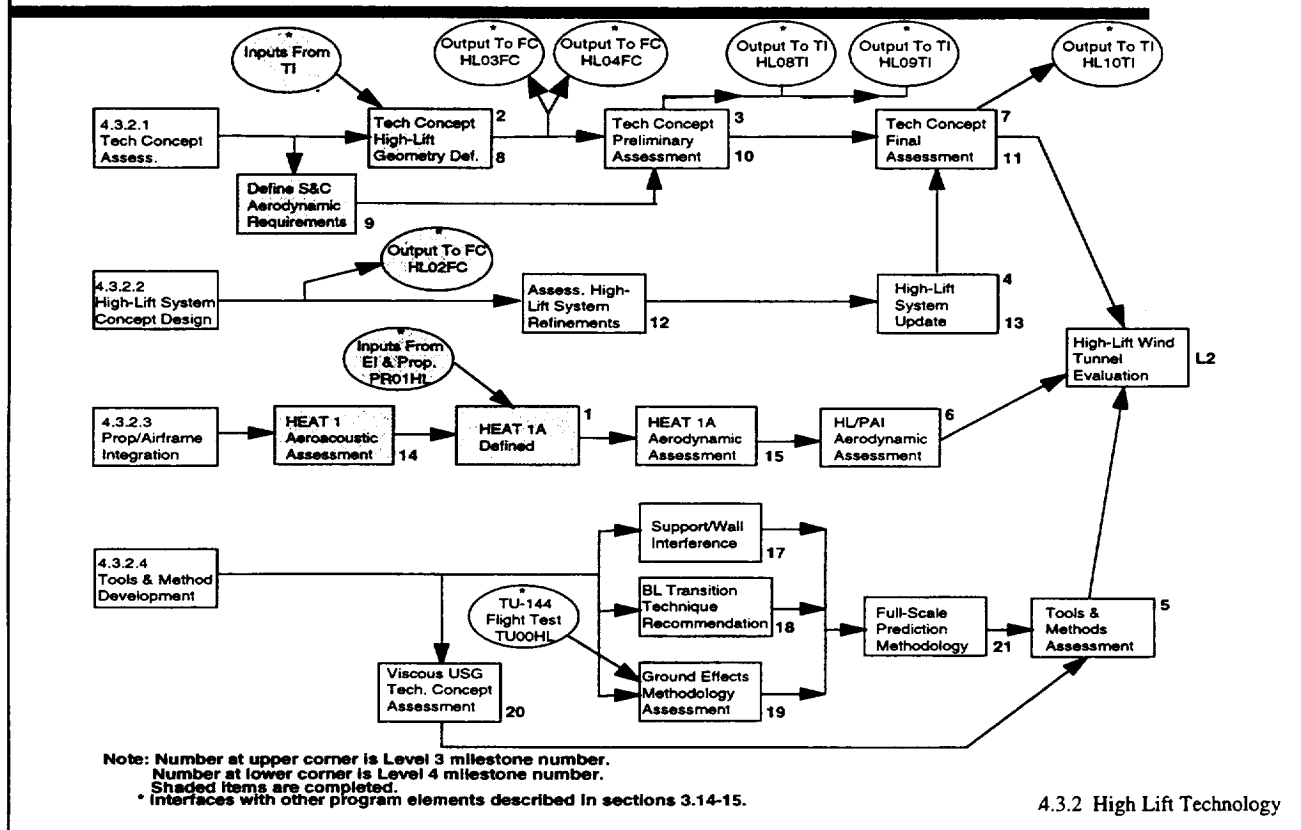 *
Inputs From
TI
*
Output To FC
HL03FC
*
Output To FC
HL04FC
*
Output To TI
HL08TI
*
Output To TI
HL09TI
*
Output To TI
HL10TI
4.3.2.1
Tech Concept
Assess.
Tech Concept
High-Lift
Geometry Def.
2
8
Tech Concept
Preliminary
Assessment
3
10
Tech Concept
Final
Assessment
7
11
Define S&C
Aerodynamic
Requirements
9
*
Output To FC
HL02FC
4.3.2.2
High-Lift System
Concept Design
Assess. High-
Lift System
Refinements
12
High-Lift
System
Update
4
13
High-Lift Wind
Tunnel
Evaluation
L2
*
Inputs From
EI & Prop.
PR01HL
4.3.2.3
Prop/Airframe
Integration
HEAT 1
Aeroacoustic
Assessment
14
HEAT 1A
Defined
1
HEAT 1A
Aerodynamic
Assessment
15
HL/PAI
Aerodynamic
Assessment
6
Support/Wall
Interference
17
4.3.2.4
Tools & Method
Development
*
TU-144
Flight Test
TU00HL
BL Transition
Technique
Recommendation
18
Full-Scale
Prediction
Methodology
21
Tools &
Methods
Assessment
5
Viscous USG
Tech. Concept
Assessment
20
Ground Effects
Methodology
Assessment
19
Note: Number at upper corner is Level 3 milestone number.
Number at lower corner is Level 4 milestone number.
Shaded items are completed.
* Interfaces with other program elements described in sections 3.14-15.
4.3.2 High Lift Technology